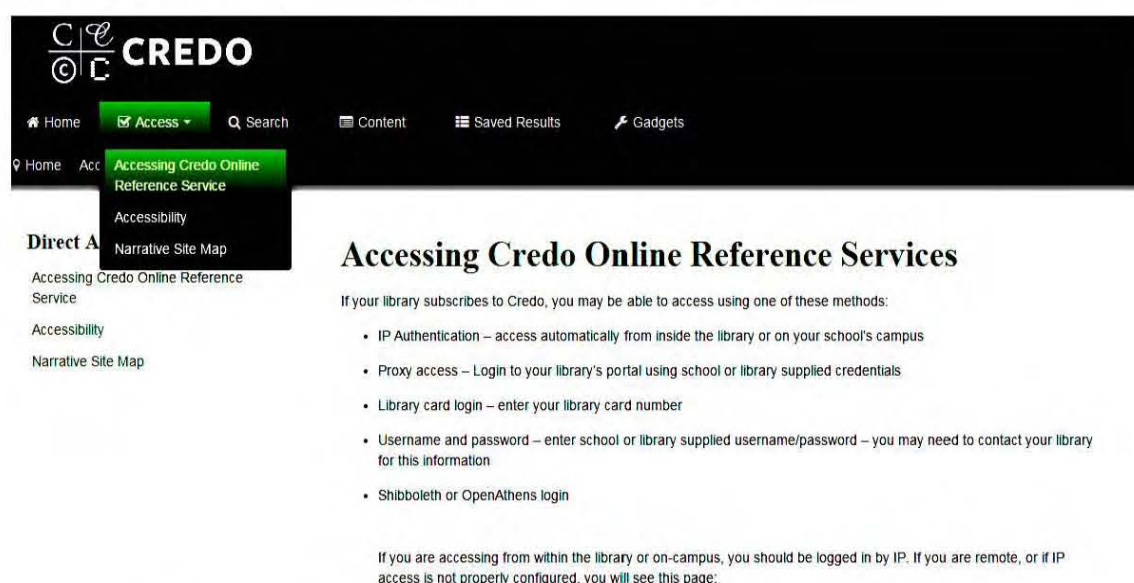 C C © C CREDO
Home Access Search Content Saved Results Gadgets
Home Acc
Accessing Credo Online
Reference Service
Accessibility
Narrative Site Map
Direct A
Accessing Credo Online Reference
Service
Accessibility
Narrative Site Map
Accessing Credo Online Reference Services
If your library subscribes to Credo, you may be able to access using one of these methods:
• IP Authentication – access automatically from inside the library or on your school's campus
• Proxy access – Login to your library's portal using school or library supplied credentials
• Library card login – enter your library card number
• Username and password – enter school or library supplied username/password – you may need to contact your library
for this information
• Shibboleth or OpenAthens login
If you are accessing from within the library or on-campus, you should be logged in by IP. If you are remote, or if IP
access is not properly configured, you will see this page: